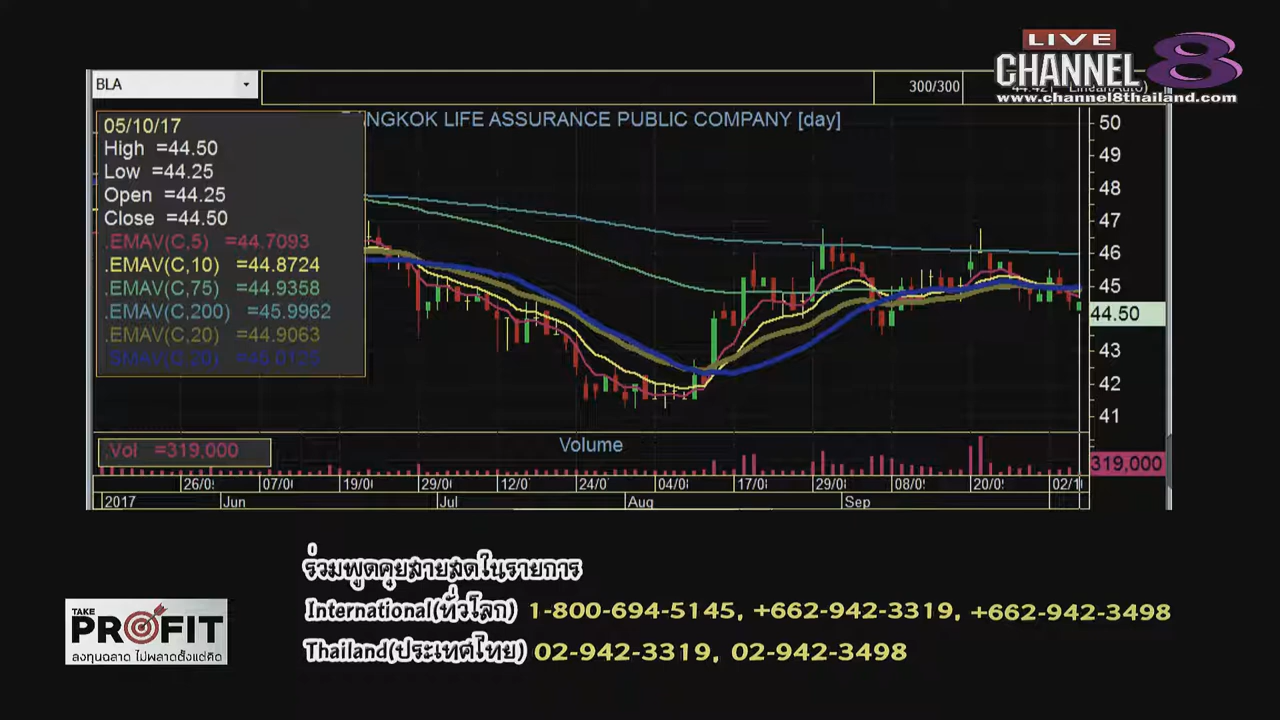 LIVE
CHANNEL 8
www.channel8thailand.com
BLA
300/300
BANGKOK LIFE ASSURANCE PUBLIC COMPANY [day]
05/10/17
High =44.50
Low =44.25
Open =44.25
Close =44.50
.EMAV(C,5) =44.7093
.EMAV(C,10) =44.8724
.EMAV(C,75) =44.9358
.EMAV(C,200) =45.9962
.EMAV(C,20) =44.9063
.SMAV(C,20) =45.0125
50
49
48
47
46
45
44.50
43
42
41
Volume
.Vol =319,000
319,000
26/0 07/0 19/0 29/0 12/0 24/0 04/0 17/0 29/0 08/0 20/0 02/1
2017 Jun Jul Aug Sep
ร่วมพูดคุยสายสดในรายการ
International(ทั่วโลก) 1-800-694-5145, +662-942-3319, +662-942-3498
Thailand(ประเทศไทย) 02-942-3319, 02-942-3498
TAKE
PROFIT
ลงทุนฉลาด ไม่พลาดตั้งแต่คิด